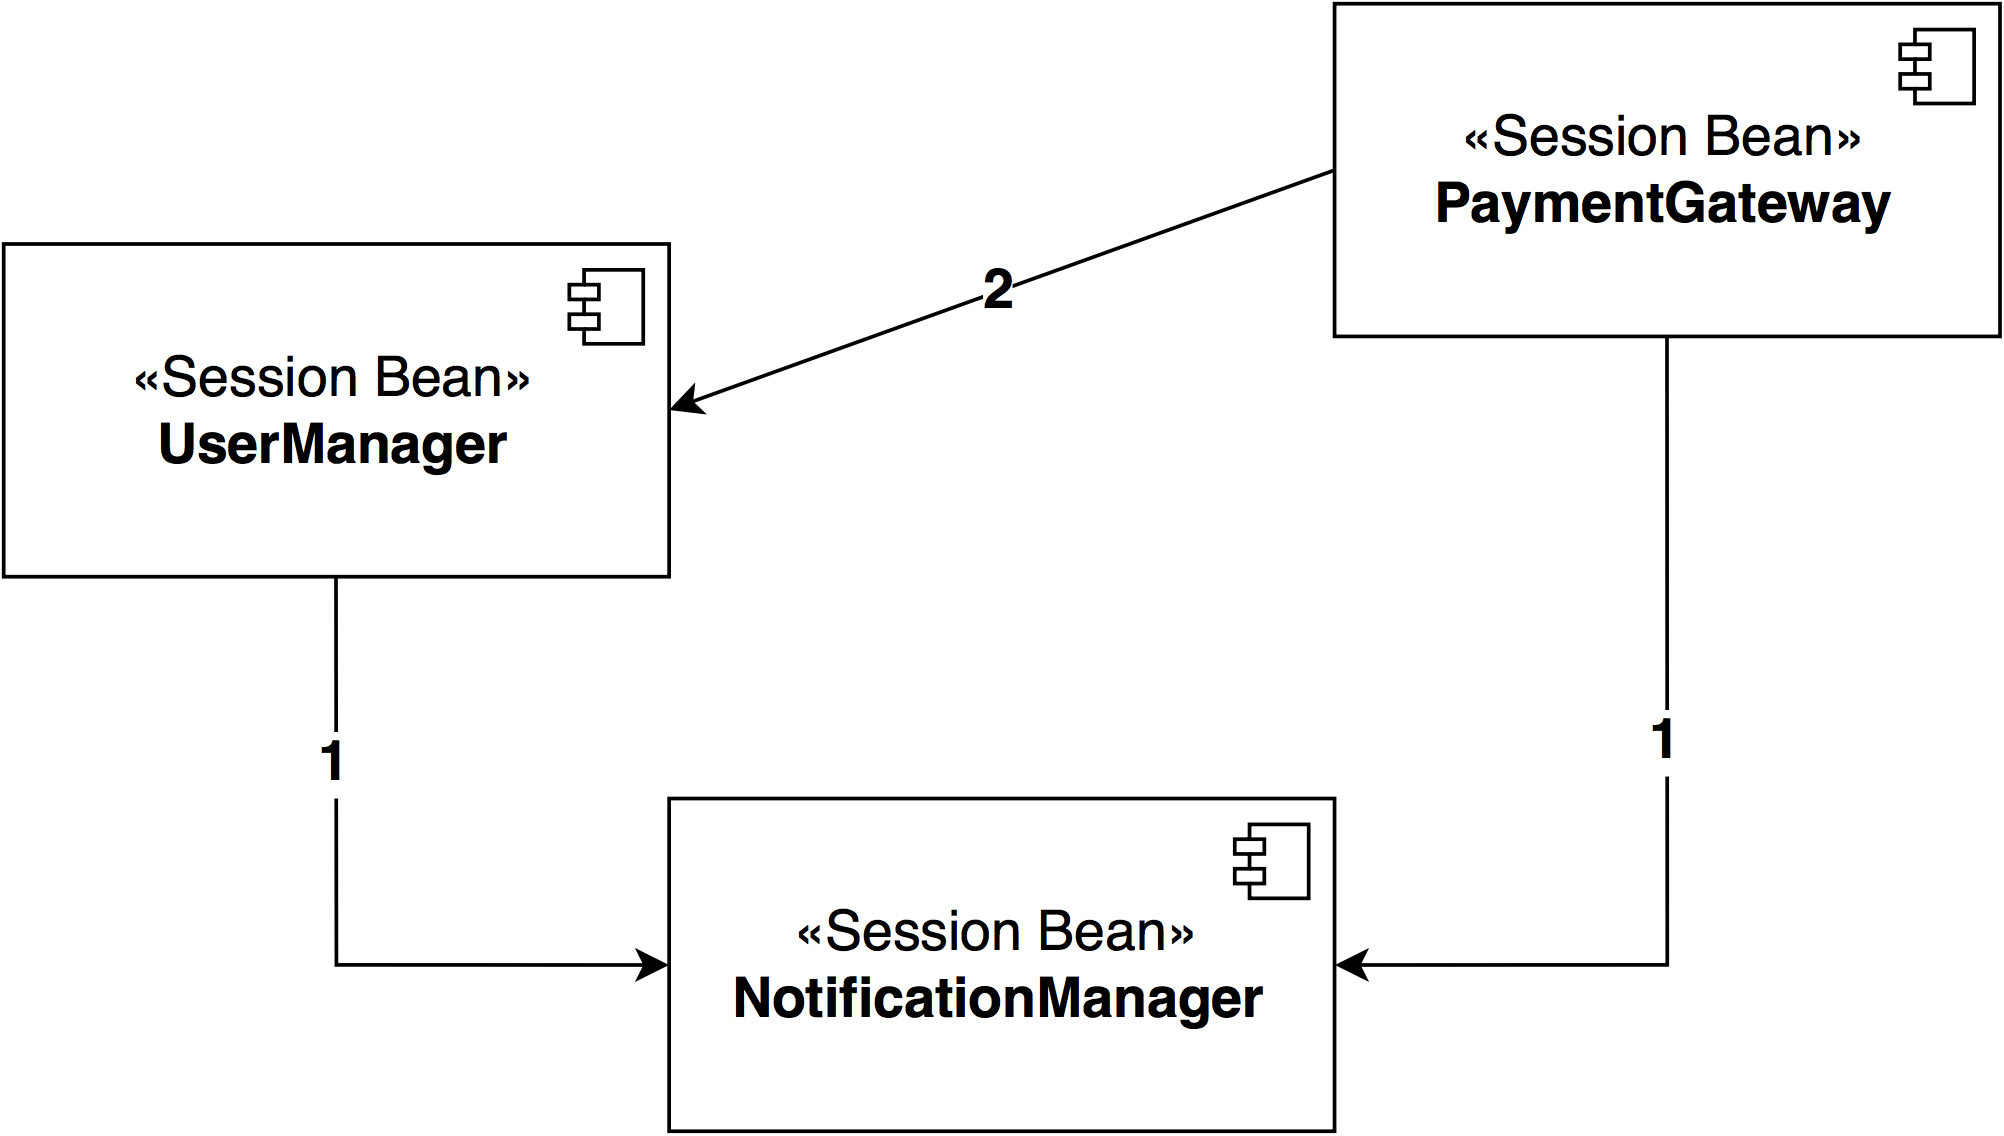 «Session Bean»
PaymentGateway
2
«Session Bean»
UserManager
1
1
«Session Bean»
NotificationManager